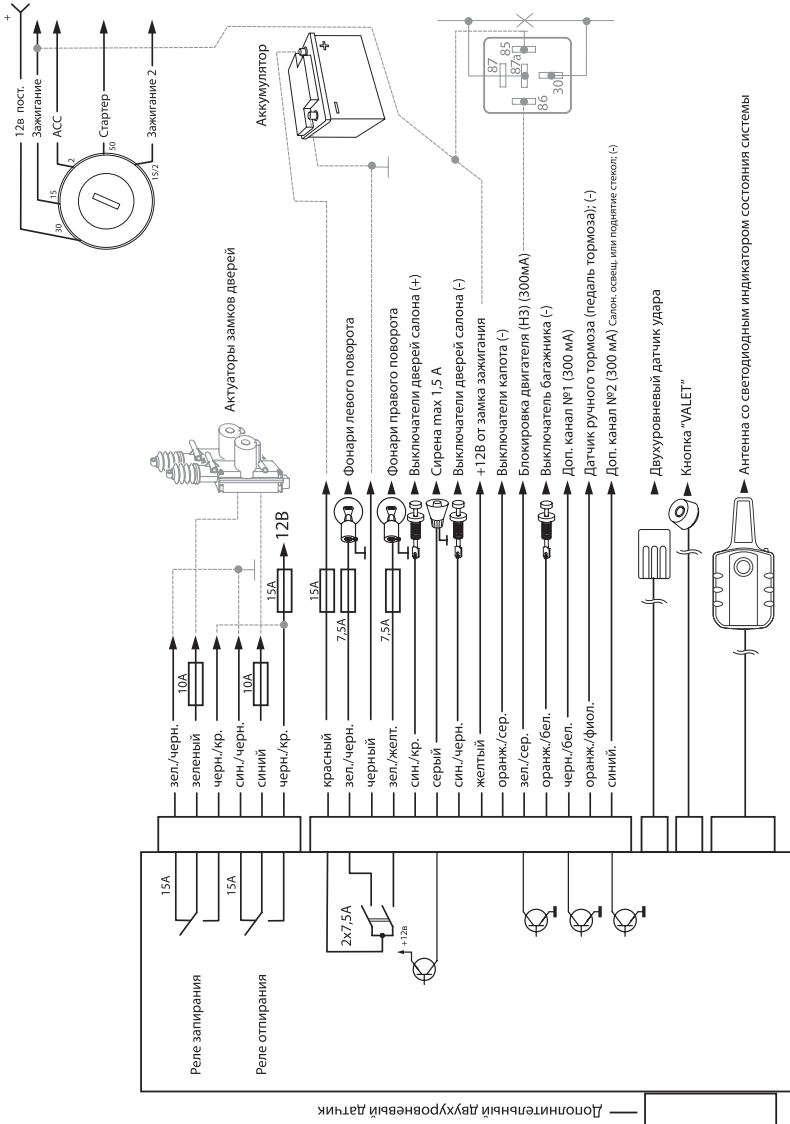 +
12в пост.
Зажигание
ACC
Стартер
Зажигание 2
30
15
2
50
15/2
Аккумулятор
+
–
85
87
87a
30
86
Актуаторы замков дверей
зел./черн.
зеленый
10А
черн./кр.
син./черн.
синий
10А
черн./кр.
15А
12В
красный
15А
зел./черн.
7,5А
Фонари левого поворота
черный
зел./желт.
7,5А
Фонари правого поворота
син./кр.
Выключатели дверей салона (+)
серый
Сирена max 1,5 А
син./черн.
Выключатели дверей салона (-)
желтый
+12В от замка зажигания
оранж./сер.
Выключатели капота (-)
зел./сер.
Блокировка двигателя (НЗ) (300мА)
оранж./бел.
Выключатель багажника (-)
черн./бел.
Доп. канал №1 (300 мА)
оранж./фиол.
Датчик ручного тормоза (педаль тормоза); (-)
синий.
Доп. канал №2 (300 мА) Салон. освещ. или поднятие стекол; (-)
Двухуровневый датчик удара
Кнопка "VALET"
Антенна со светодиодным индикатором состояния системы
15А
Реле запирания
15А
Реле отпирания
2x7,5А
+12в
Дополнительный двухуровневый датчик